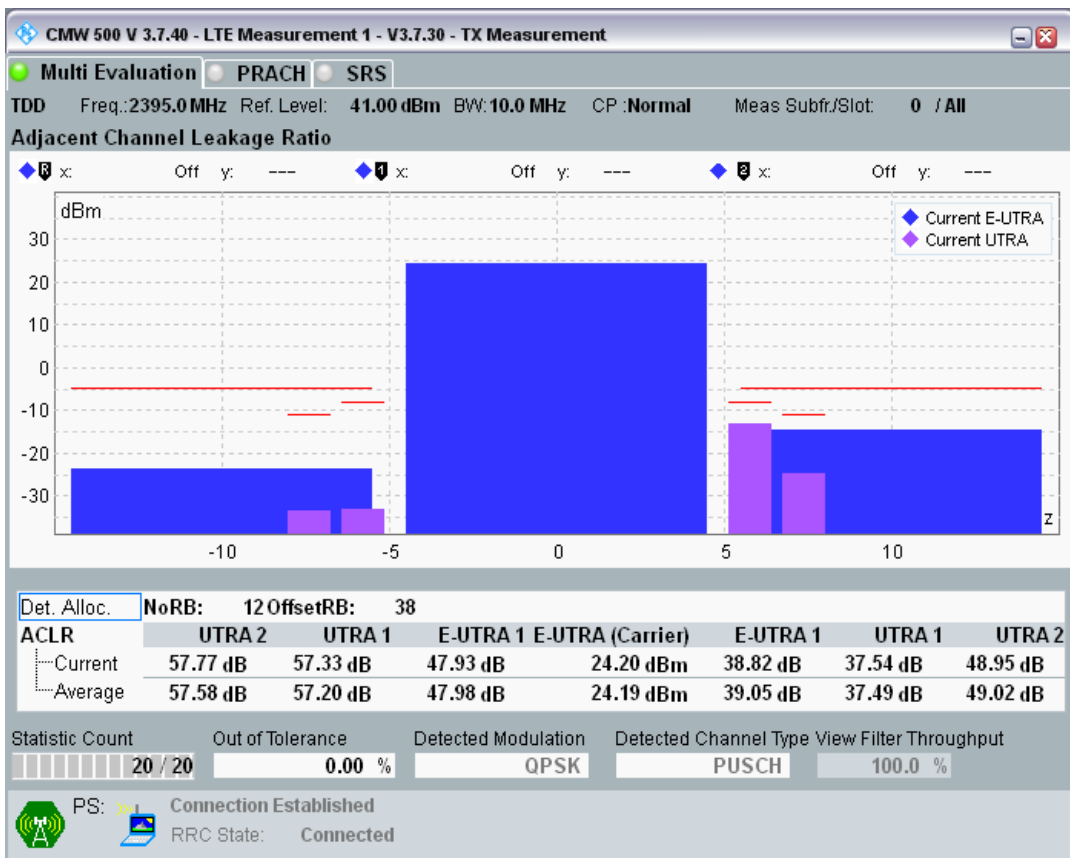 CMW 500 V 3.7.40 - LTE Measurement 1 - V3.7.30 - TX Measurement
Multi Evaluation PRACH SRS
TDD Freq.:2395.0 MHz Ref. Level: 41.00 dBm BW:10.0 MHz CP :Normal Meas Subfr./Slot: 0 / All
Adjacent Channel Leakage Ratio
R x: Off y: --- 1 x: Off y: --- 2 x: Off y: ---
dBm
Current E-UTRA
Current UTRA
30
20
10
0
-10
-20
-30
z
-10 -5 0 5 10
Det. Alloc. NoRB: 12 OffsetRB: 38
ACLR UTRA 2 UTRA 1 E-UTRA 1 E-UTRA (Carrier) E-UTRA 1 UTRA 1 UTRA 2
Current 57.77 dB 57.33 dB 47.93 dB 24.20 dBm 38.82 dB 37.54 dB 48.95 dB
Average 57.58 dB 57.20 dB 47.98 dB 24.19 dBm 39.05 dB 37.49 dB 49.02 dB
Statistic Count Out of Tolerance Detected Modulation Detected Channel Type View Filter Throughput
20 / 20 0.00 % QPSK PUSCH 100.0 %
PS: Connection Established
RRC State: Connected